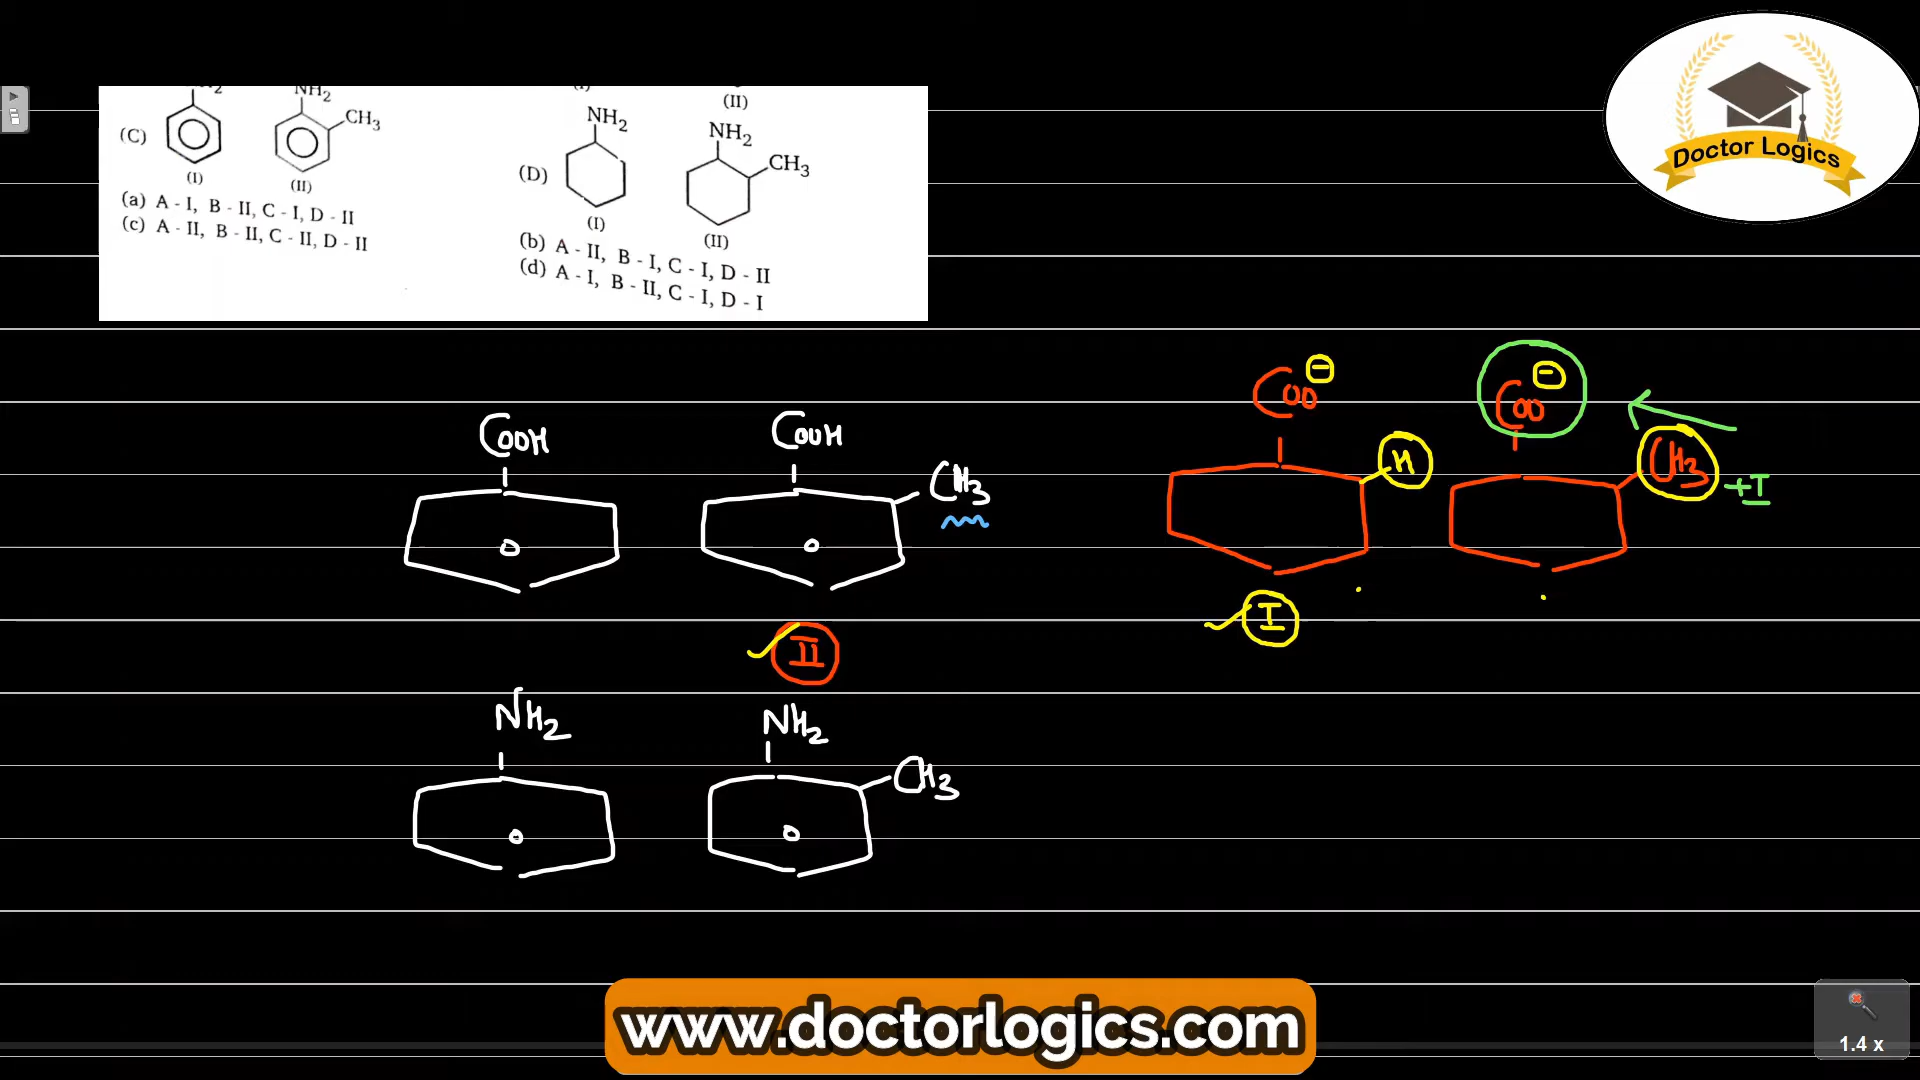 Doctor Logics
NH2
CH3
(C)
(I)
(II)
(a) A - I, B - II, C - I, D - II
(c) A - II, B - II, C - II, D - II
(II)
NH2
NH2
CH3
(D)
(I)
(II)
(b) A - II, B - I, C - I, D - II
(d) A - I, B - II, C - I, D - I
COOH
COOH
CH3
II
COO⊖
COO⊖
H
CH3
+I
I
NH2
NH2
CH3
www.doctorlogics.com
1.4 x